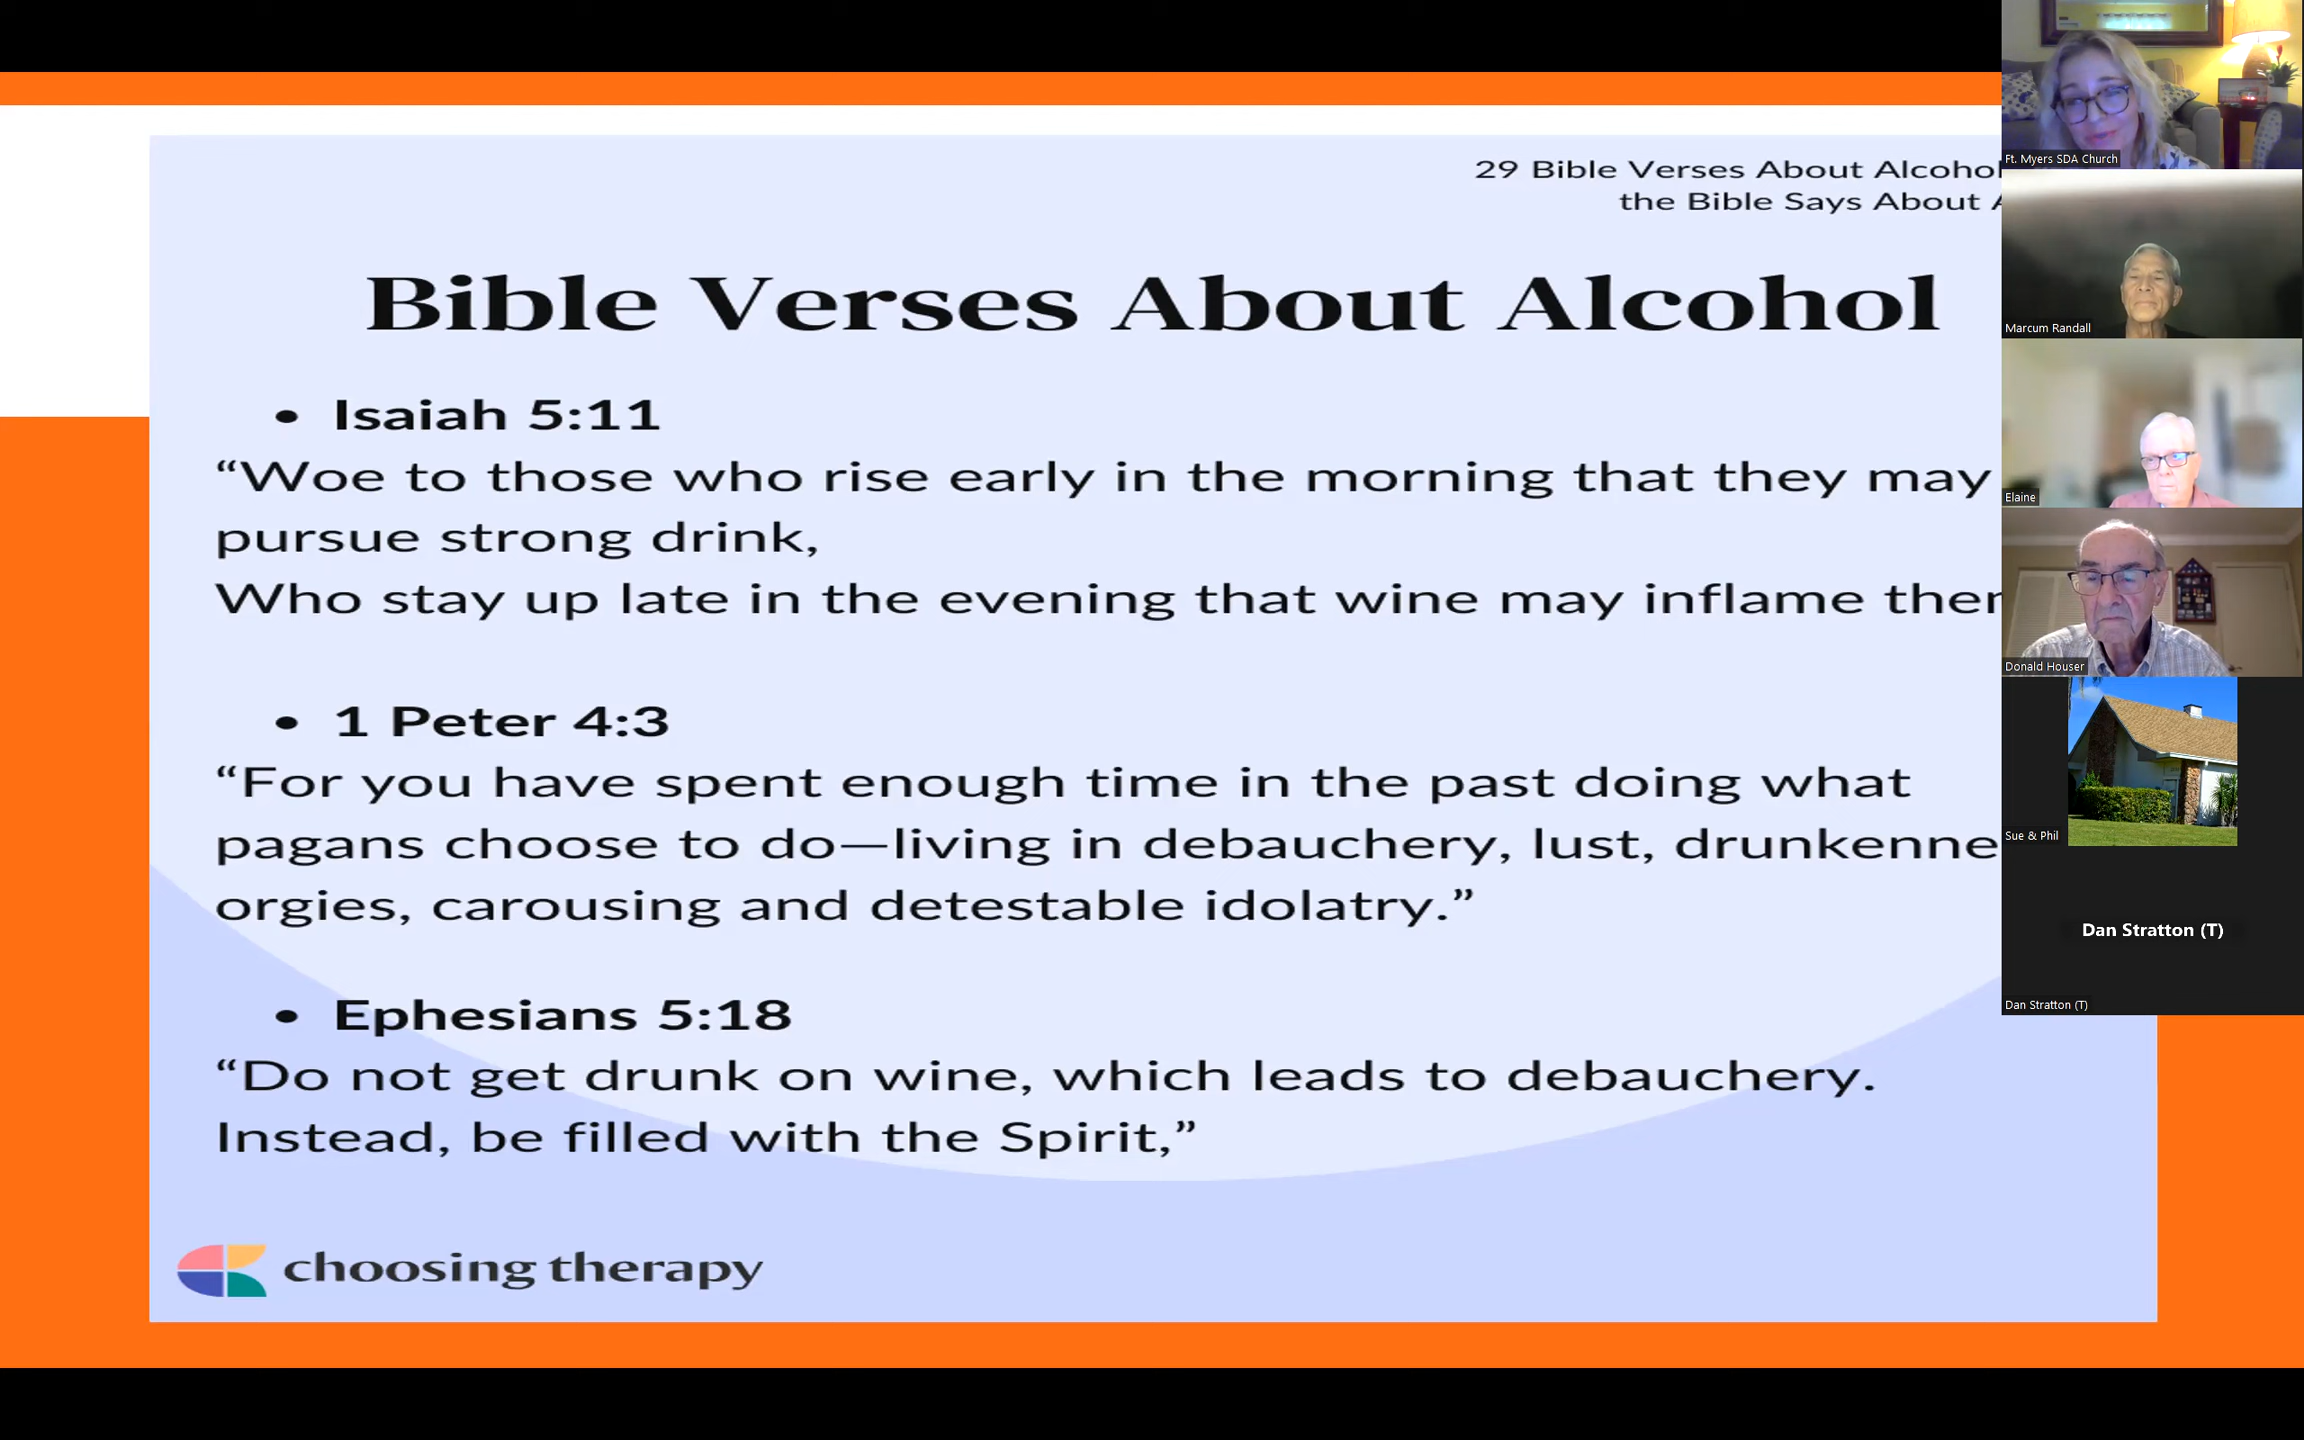 29 Bible Verses About Alcohol
the Bible Says About
Bible Verses About Alcohol
• Isaiah 5:11
“Woe to those who rise early in the morning that they may
pursue strong drink,
Who stay up late in the evening that wine may inflame
• 1 Peter 4:3
“For you have spent enough time in the past doing what
pagans choose to do—living in debauchery, lust, drunkenne
orgies, carousing and detestable idolatry.”
• Ephesians 5:18
“Do not get drunk on wine, which leads to debauchery.
Instead, be filled with the Spirit,”
choosing therapy
Ft. Myers SDA Church
Marcum Randall
Elaine
Donald Houser
Sue & Phil
Dan Stratton (T)
Dan Stratton (T)